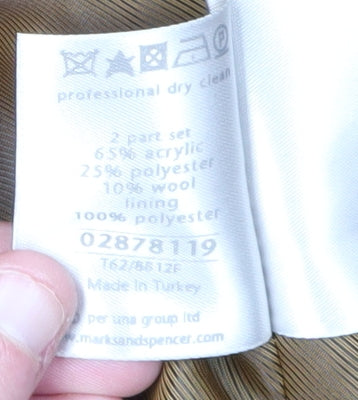 professional dry clean
2 part set
65% acrylic
25% polyester
10% wool
lining
100% polyester
02878119
T62/8812F
Made In Turkey
per una group ltd
www.marksandspencer.com